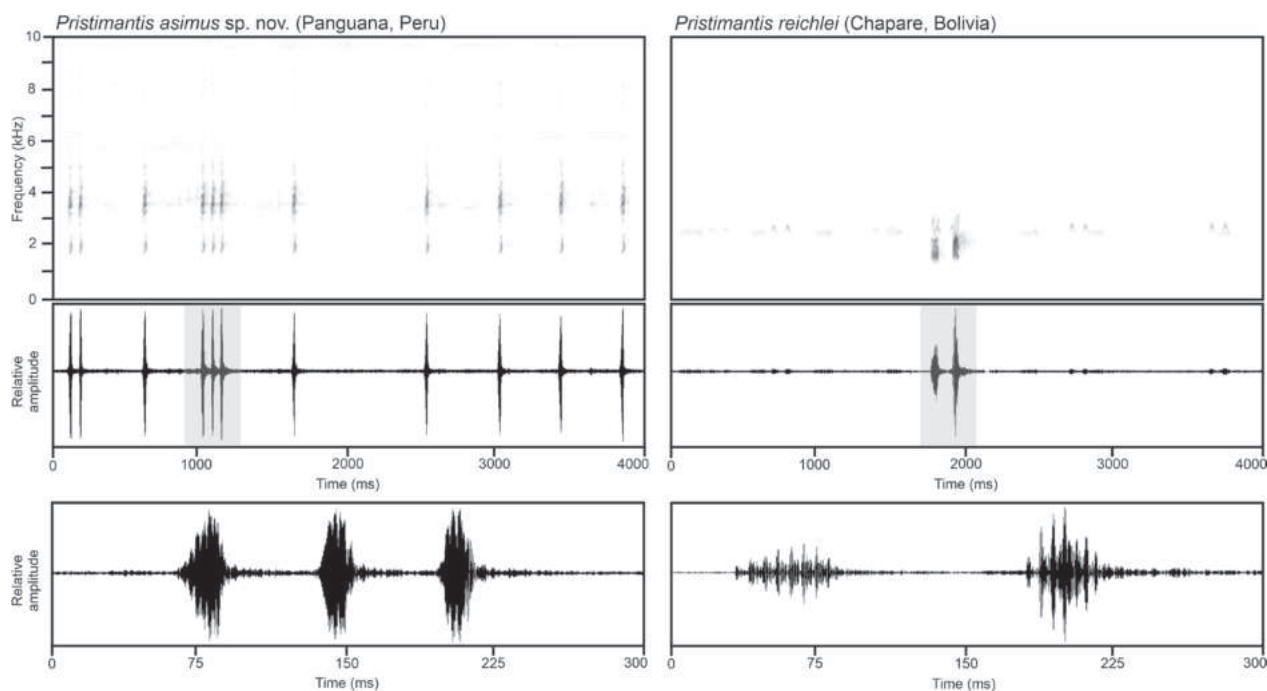 Pristimantis asimus sp. nov. (Panguana, Peru)
Pristimantis reichlei (Chapare, Bolivia)
10
8
6
4
2
0
Frequency (kHz)
Relative
amplitude
0 1000 2000 3000 4000
Time (ms)
0 1000 2000 3000 4000
Time (ms)
Relative
amplitude
0 75 150 225 300
Time (ms)
0 75 150 225 300
Time (ms)